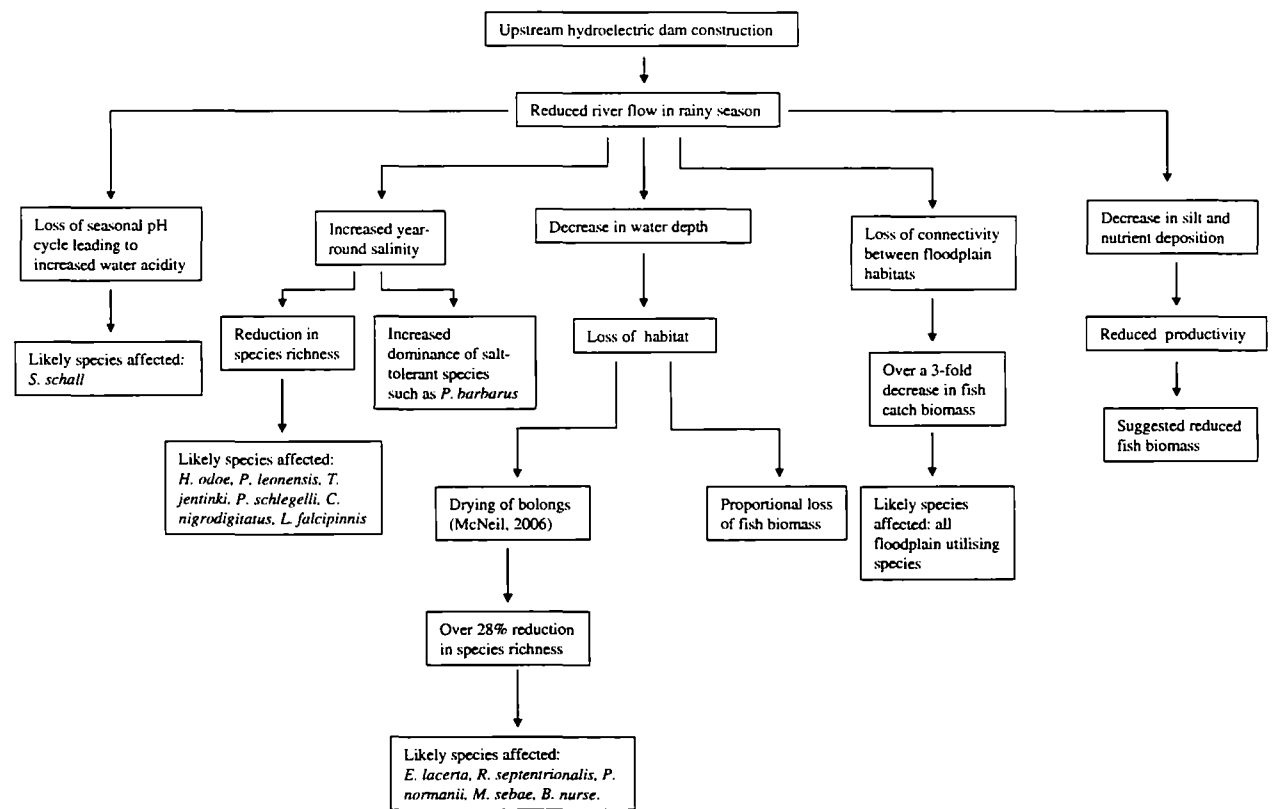 Upstream hydroelectric dam construction
Reduced river flow in rainy season
Loss of seasonal pH
cycle leading to
increased water acidity
Likely species affected:
S. schall
Increased year-
round salinity
Reduction in
species richness
Likely species affected:
H. odoe, P. leonensis, T.
jentinki, P. schlegelli, C.
nigrodigitatus, L. falcipinnis
Increased
dominance of salt-
tolerant species
such as P. barbarus
Decrease in water depth
Loss of habitat
Drying of bolongs
(McNeil, 2006)
Over 28% reduction
in species richness
Likely species affected:
E. lacerta, R. septentrionalis, P.
normanii, M. sebae, B. nurse.
Proportional loss
of fish biomass
Loss of connectivity
between floodplain
habitats
Over a 3-fold
decrease in fish
catch biomass
Likely species
affected: all
floodplain utilising
species
Decrease in silt and
nutrient deposition
Reduced productivity
Suggested reduced
fish biomass